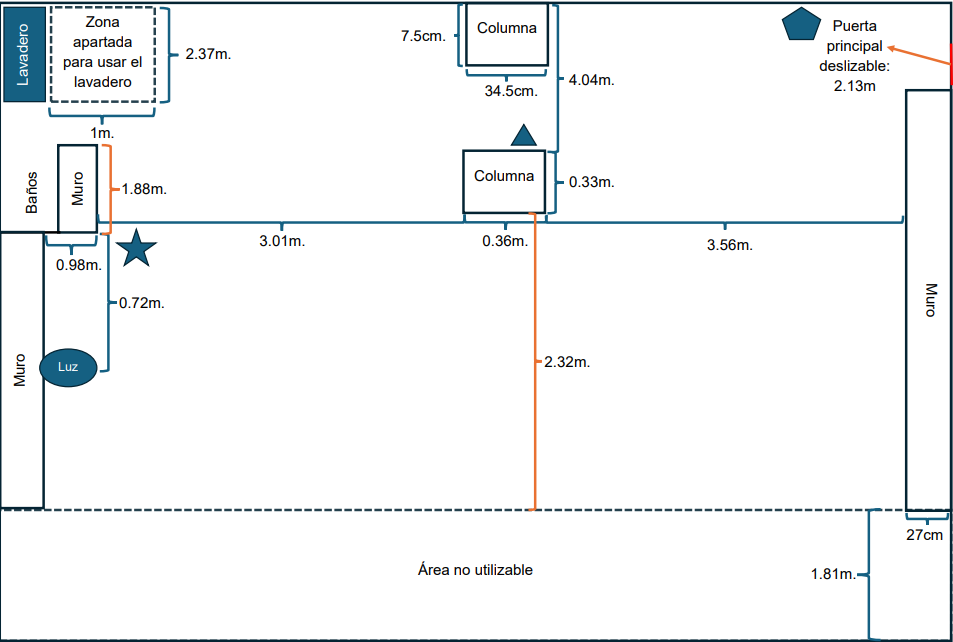 Lavadero
Zona
apartada
para usar el
lavadero
2.37m.
1m.
7.5cm.
Columna
34.5cm.
4.04m.
Puerta
principal
deslizable:
2.13m
Baños
Muro
1.88m.
Columna
0.33m.
3.01m.
0.36m.
3.56m.
0.98m.
0.72m.
Muro
Luz
2.32m.
Muro
27cm
Área no utilizable
1.81m.